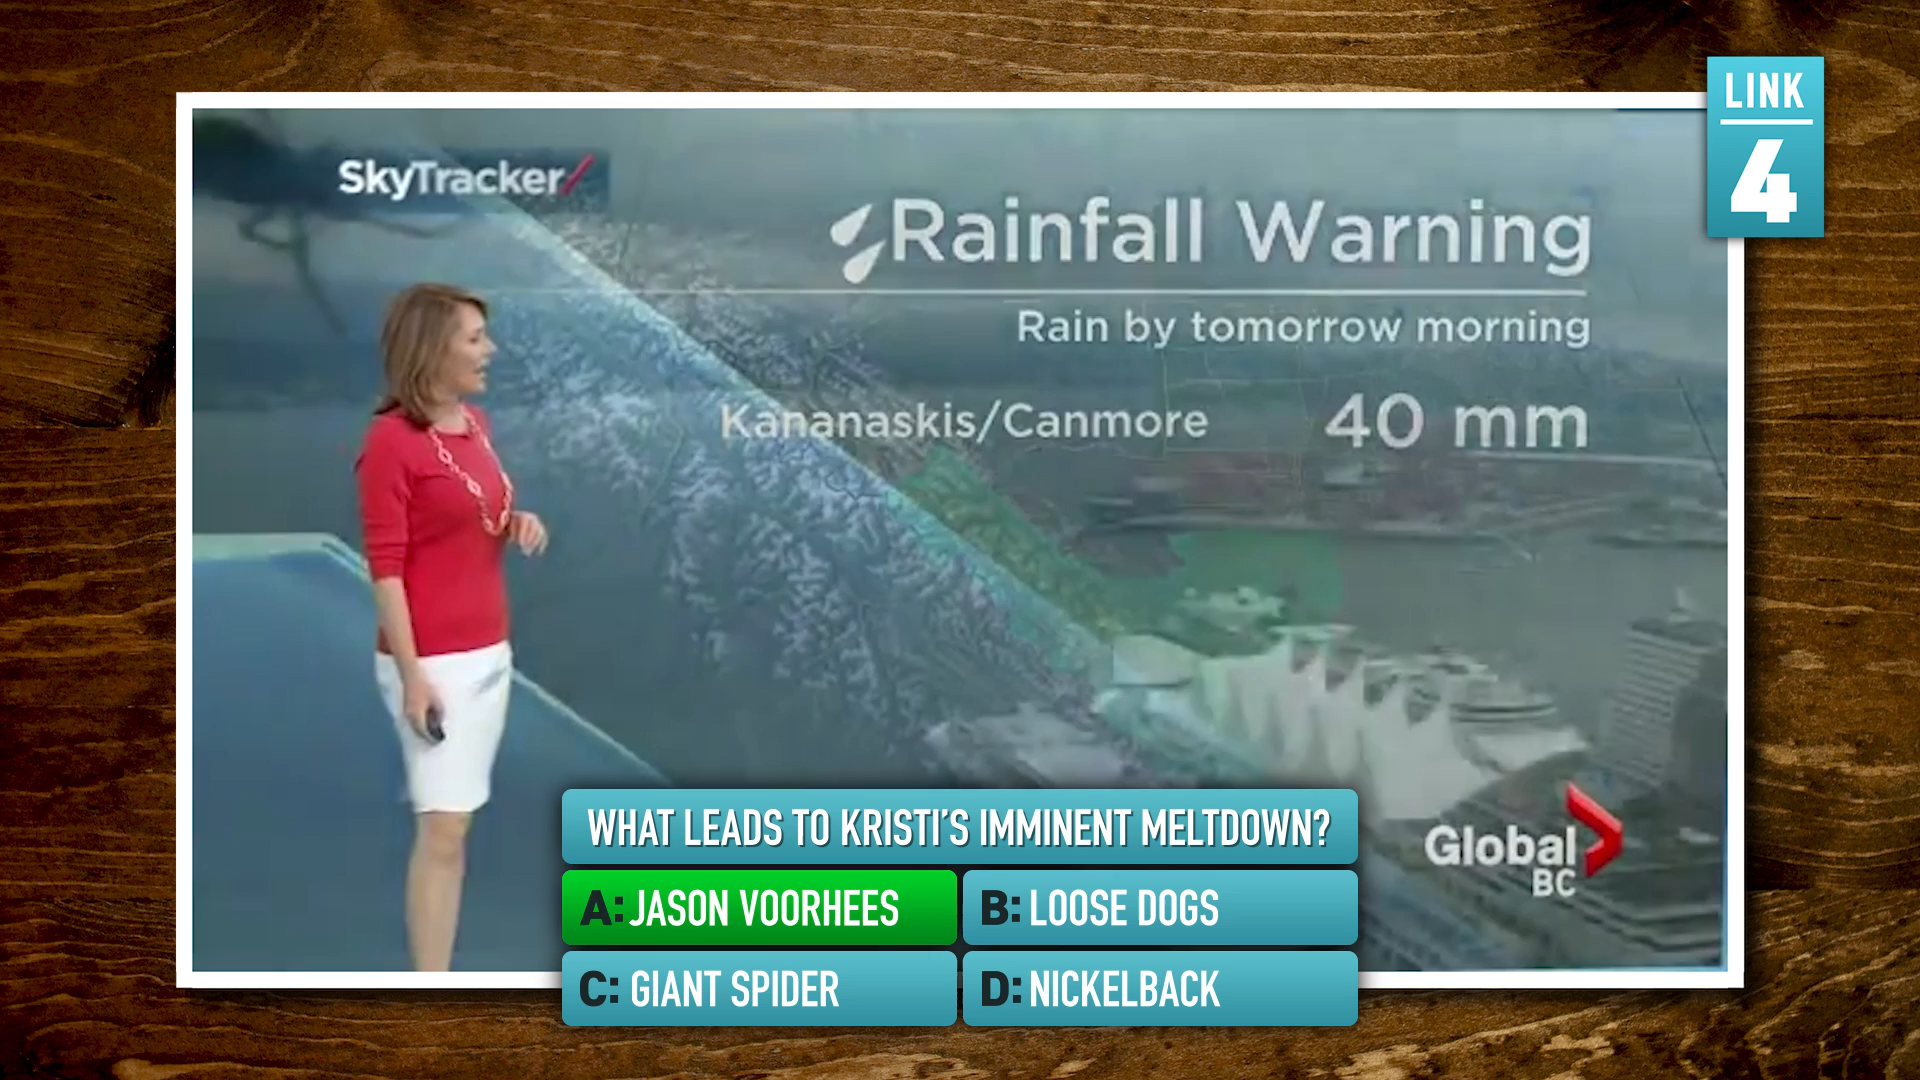 LINK
4
SkyTracker
Rainfall Warning
Rain by tomorrow morning
Kananaskis/Canmore 40 mm
Global
BC
WHAT LEADS TO KRISTI'S IMMINENT MELTDOWN?
A: JASON VOORHEES
B: LOOSE DOGS
C: GIANT SPIDER
D: NICKELBACK